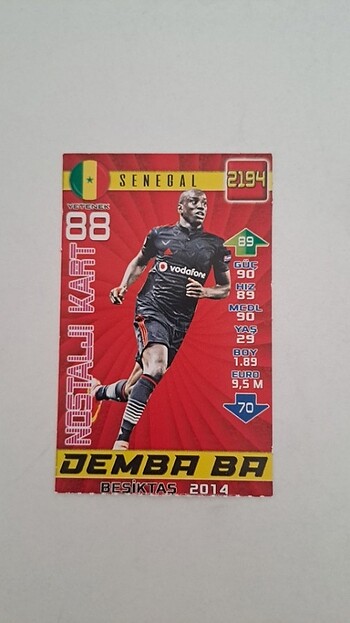 SENEGAL
2194
YETENEK
88
NOSTALJİ KART
vodafone
89
GÜÇ
90
HIZ
89
MCDL
90
YAŞ
29
BOY
1.89
EURO
9,5 M
70
DEMBA BA
BEŞİKTAŞ 2014